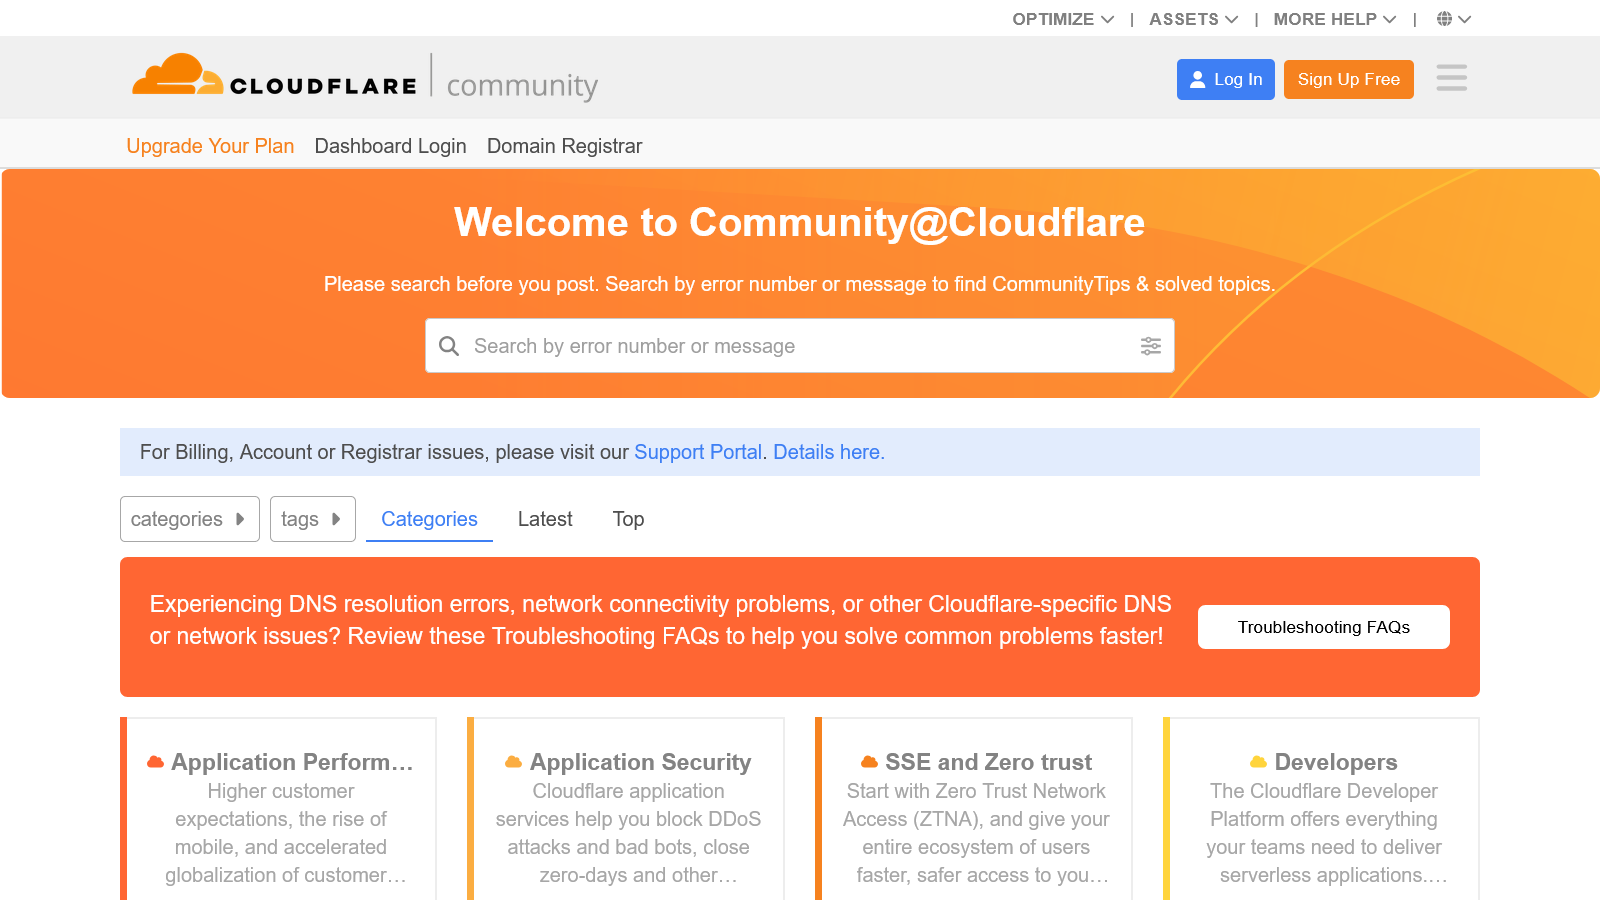 OPTIMIZE | ASSETS | MORE HELP |
CLOUDFLARE community
Log In
Sign Up Free
Upgrade Your Plan Dashboard Login Domain Registrar
Welcome to Community@Cloudflare
Please search before you post. Search by error number or message to find CommunityTips & solved topics.
Search by error number or message
For Billing, Account or Registrar issues, please visit our Support Portal. Details here.
categories tags Categories Latest Top
Experiencing DNS resolution errors, network connectivity problems, or other Cloudflare-specific DNS
or network issues? Review these Troubleshooting FAQs to help you solve common problems faster!
Troubleshooting FAQs
Application Perform…
Higher customer
expectations, the rise of
mobile, and accelerated
globalization of customer…
Application Security
Cloudflare application
services help you block DDoS
attacks and bad bots, close
zero-days and other…
SSE and Zero trust
Start with Zero Trust Network
Access (ZTNA), and give your
entire ecosystem of users
faster, safer access to you…
Developers
The Cloudflare Developer
Platform offers everything
your teams need to deliver
serverless applications.…